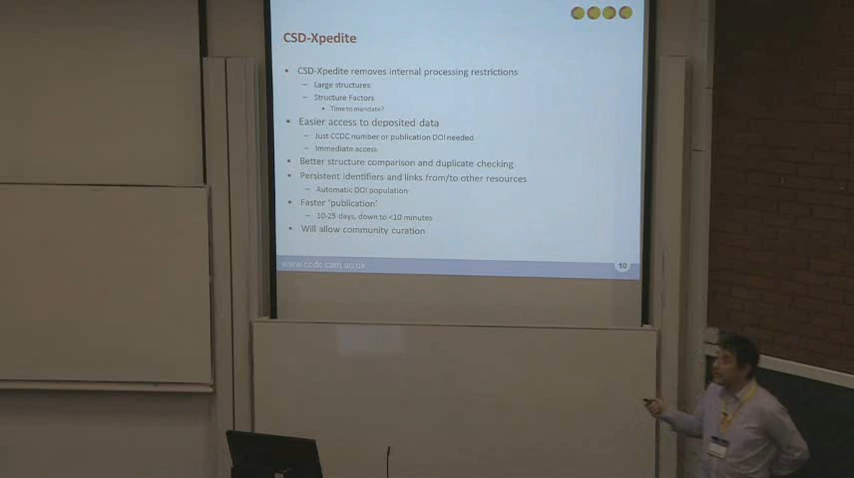 CSD-Xpedite
• CSD-Xpedite removes internal processing restrictions
– Large structures
– Structure Factors
• Time to mandate?
• Easier access to deposited data
– Just CCDC number or publication DOI needed
– Immediate access
• Better structure comparison and duplicate checking
• Persistent identifiers and links from/to other resources
– Automatic DOI population
• Faster 'publication'
– 10-25 days, down to <10 minutes
• Will allow community curation
www.ccdc.cam.ac.uk
10